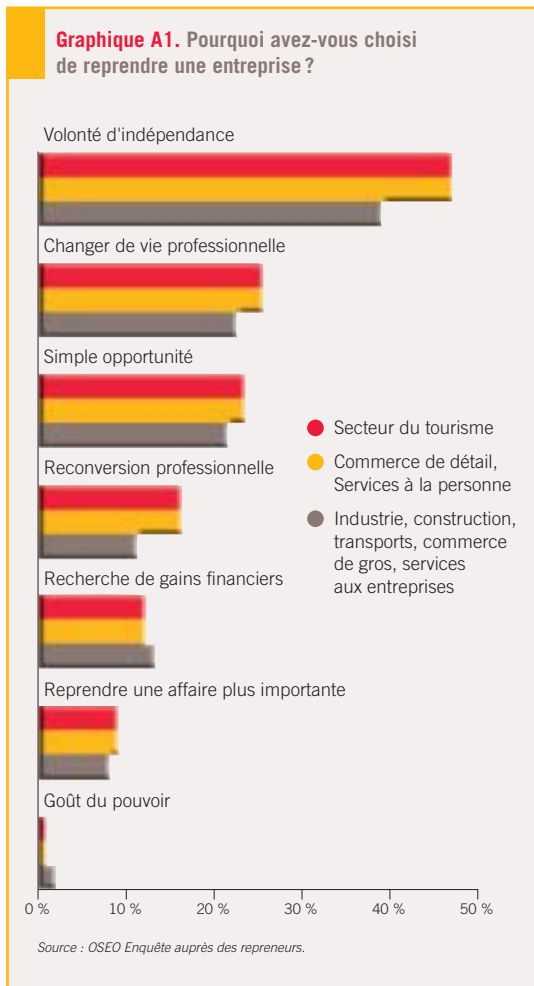 Graphique A1. Pourquoi avez-vous choisi
de reprendre une entreprise ?
Volonté d'indépendance
Changer de vie professionnelle
Simple opportunité
Secteur du tourisme
Commerce de détail,
Services à la personne
Industrie, construction,
transports, commerce
de gros, services
aux entreprises
Reconversion professionnelle
Recherche de gains financiers
Reprendre une affaire plus importante
Goût du pouvoir
0 % 10 % 20 % 30 % 40 % 50 %
Source : OSEO Enquête auprès des repreneurs.